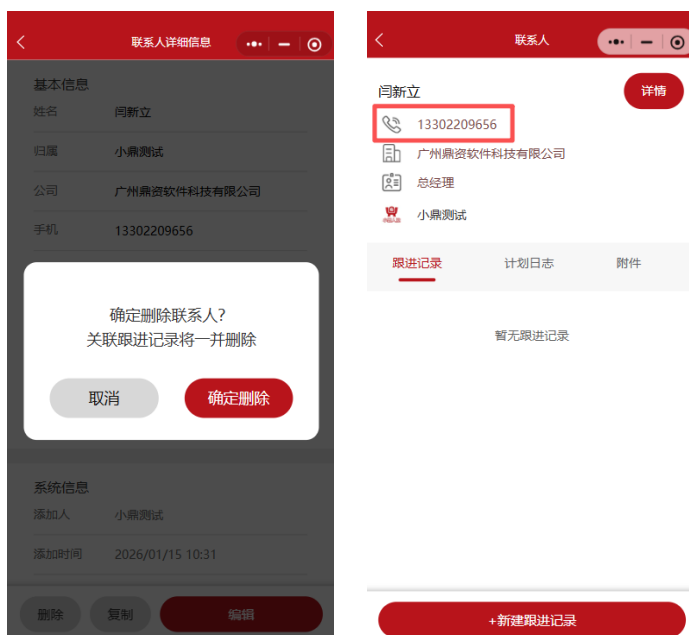 联系人详细信息
基本信息
姓名 闫新立
归属 小鼎测试
公司 广州鼎资软件科技有限公司
手机 13302209656
确定删除联系人?
关联跟进记录将一并删除
取消 确定删除
系统信息
添加人 小鼎测试
添加时间 2026/01/15 10:31
删除 复制 编辑
联系人
闫新立 详情
13302209656
广州鼎资软件科技有限公司
总经理
小鼎测试
跟进记录 计划日志 附件
暂无跟进记录
+新建跟进记录